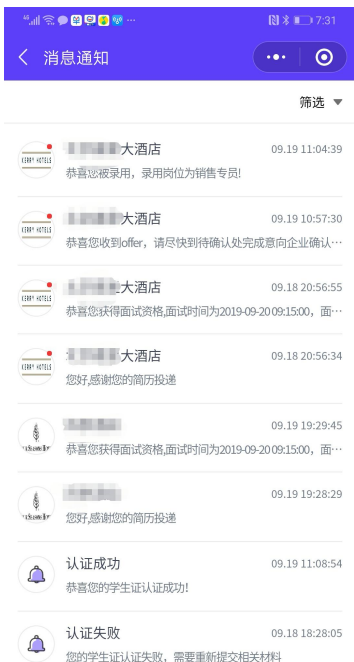 46
7:31
消息通知
筛选
大酒店
09.19 11:04:39
KERRY HOTELS
恭喜您被录用，录用岗位为销售专员!
大酒店
09.19 10:57:30
KERRY HOTELS
恭喜您收到offer，请尽快到待确认处完成意向企业确认…
大酒店
09.18 20:56:55
KERRY HOTELS
恭喜您获得面试资格,面试时间为2019-09-20 09:15:00，面…
大酒店
09.18 20:56:34
KERRY HOTELS
您好,感谢您的简历投递
09.19 19:29:45
恭喜您获得面试资格,面试时间为2019-09-20 09:15:00，面…
09.19 19:28:29
您好,感谢您的简历投递
认证成功
09.19 11:08:54
恭喜您的学生证认证成功!
认证失败
09.18 18:28:05
您的学生证认证失败，需要重新提交相关材料